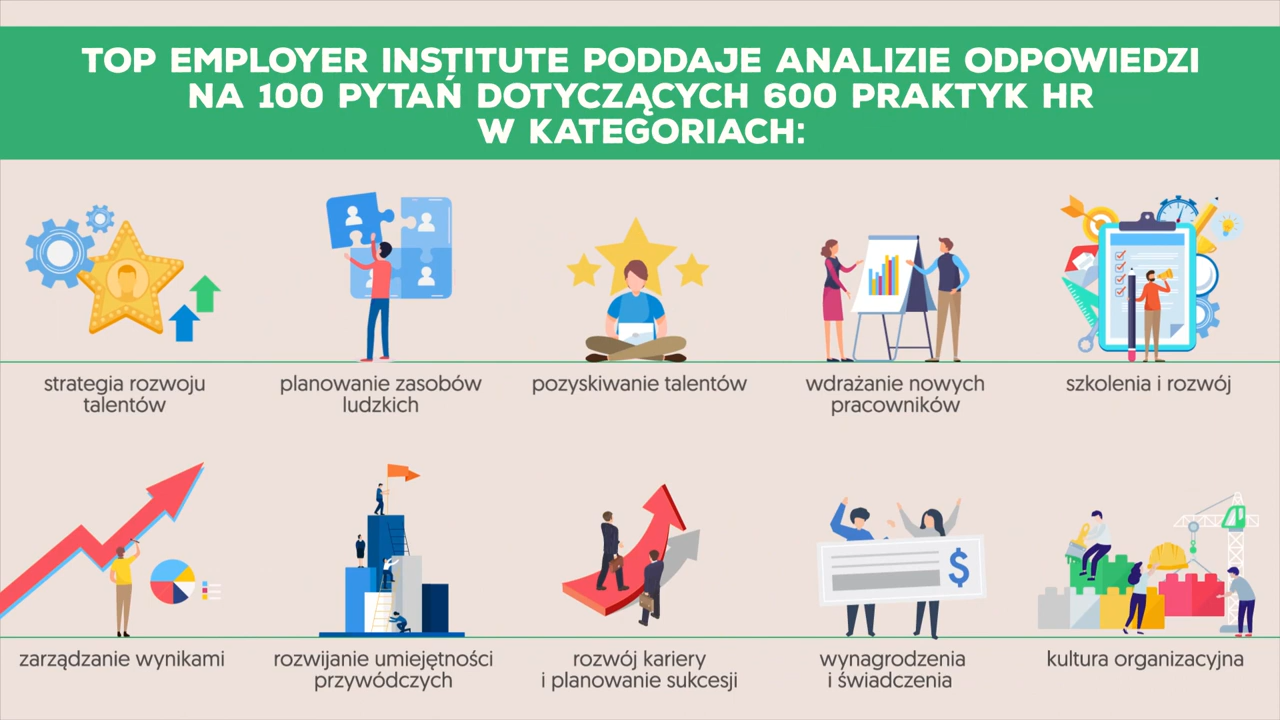 TOP EMPLOYER INSTITUTE PODDAJE ANALIZIE ODPOWIEDZI
NA 100 PYTAŃ DOTYCZĄCYCH 600 PRAKTYK HR
W KATEGORIACH:
strategia rozwoju
talentów
planowanie zasobów
ludzkich
pozyskiwanie talentów
wdrażanie nowych
pracowników
szkolenia i rozwój
zarządzanie wynikami
rozwijanie umiejętności
przywódczych
rozwój kariery
i planowanie sukcesji
$
wynagrodzenia
i świadczenia
kultura organizacyjna